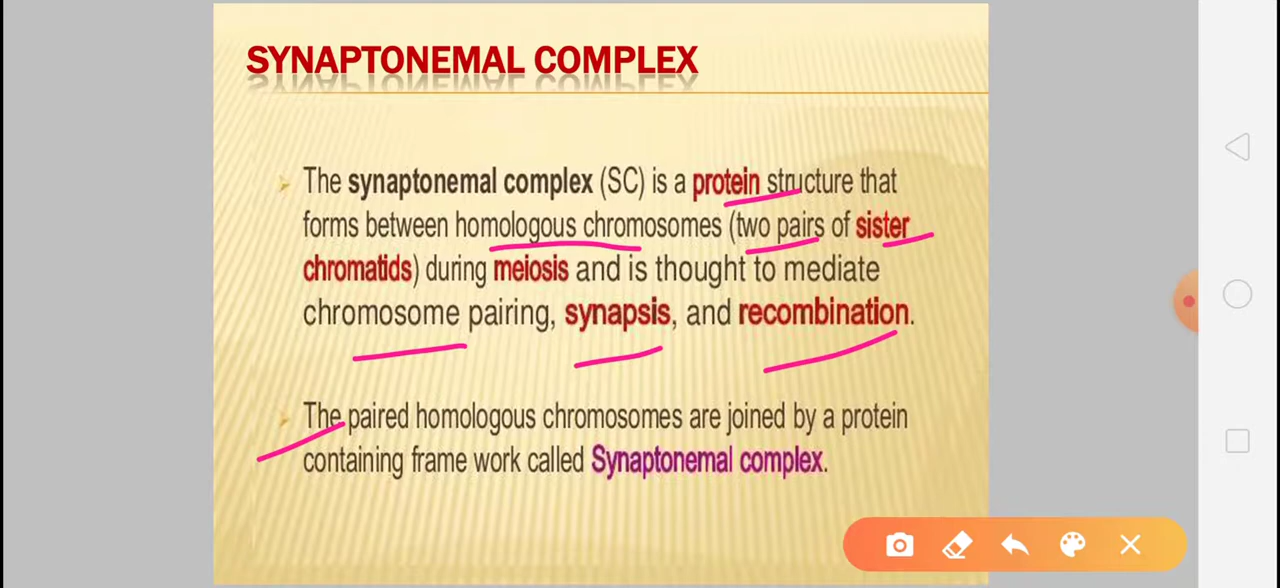 SYNAPTONEMAL COMPLEX
The synaptonemal complex (SC) is a protein structure that
forms between homologous chromosomes (two pairs of sister
chromatids) during meiosis and is thought to mediate
chromosome pairing, synapsis, and recombination.
The paired homologous chromosomes are joined by a protein
containing frame work called Synaptonemal complex.